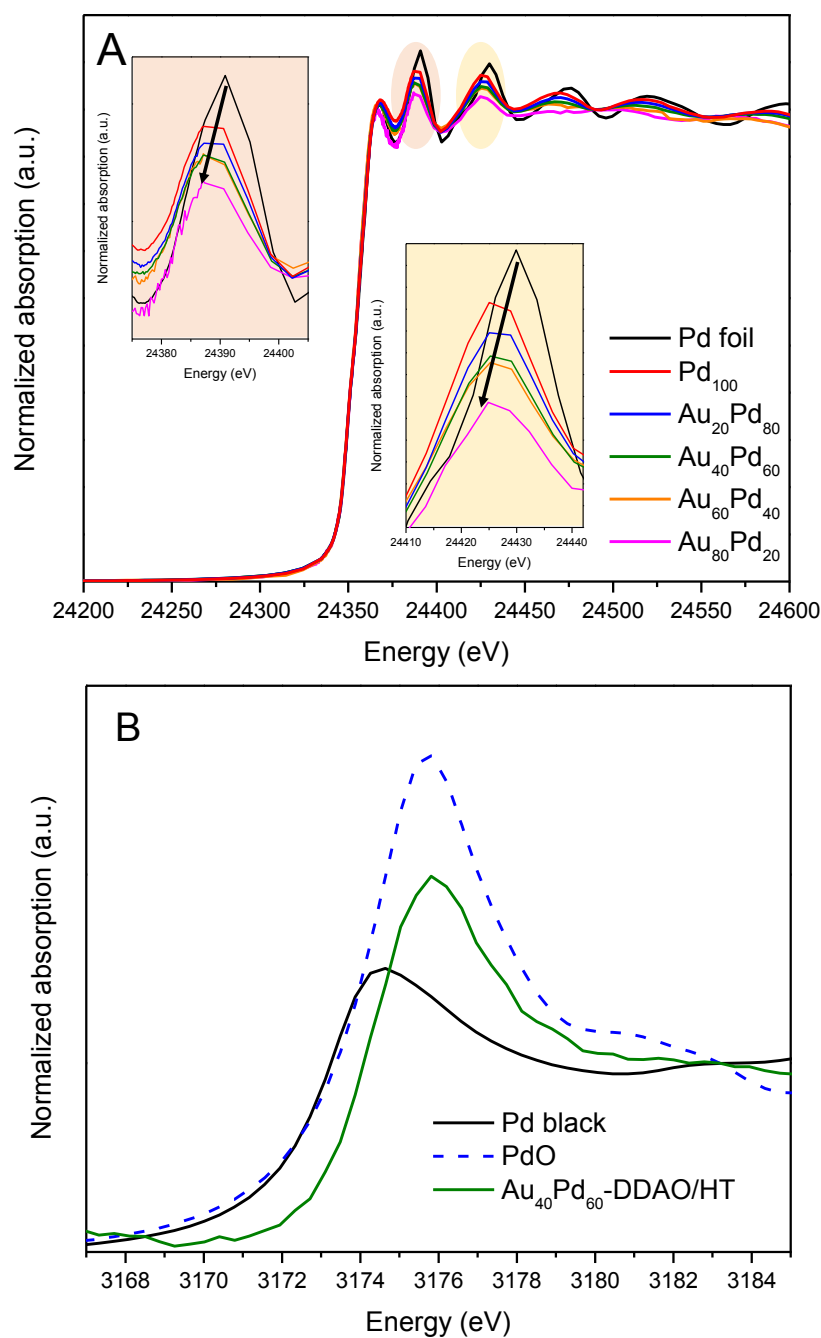 A
Normalized absorption (a.u.)
Normalized absorption (a.u.)
24380 24390 24400
Energy (eV)
Normalized absorption (a.u.)
24410 24420 24430 24440
Energy (eV)
Pd foil
Pd₁₀₀
Au₂₀Pd₈₀
Au₄₀Pd₆₀
Au₆₀Pd₄₀
Au₈₀Pd₂₀
24200 24250 24300 24350 24400 24450 24500 24550 24600
Energy (eV)
B
Normalized absorption (a.u.)
Pd black
PdO
Au₄₀Pd₆₀-DDAO/HT
3168 3170 3172 3174 3176 3178 3180 3182 3184
Energy (eV)